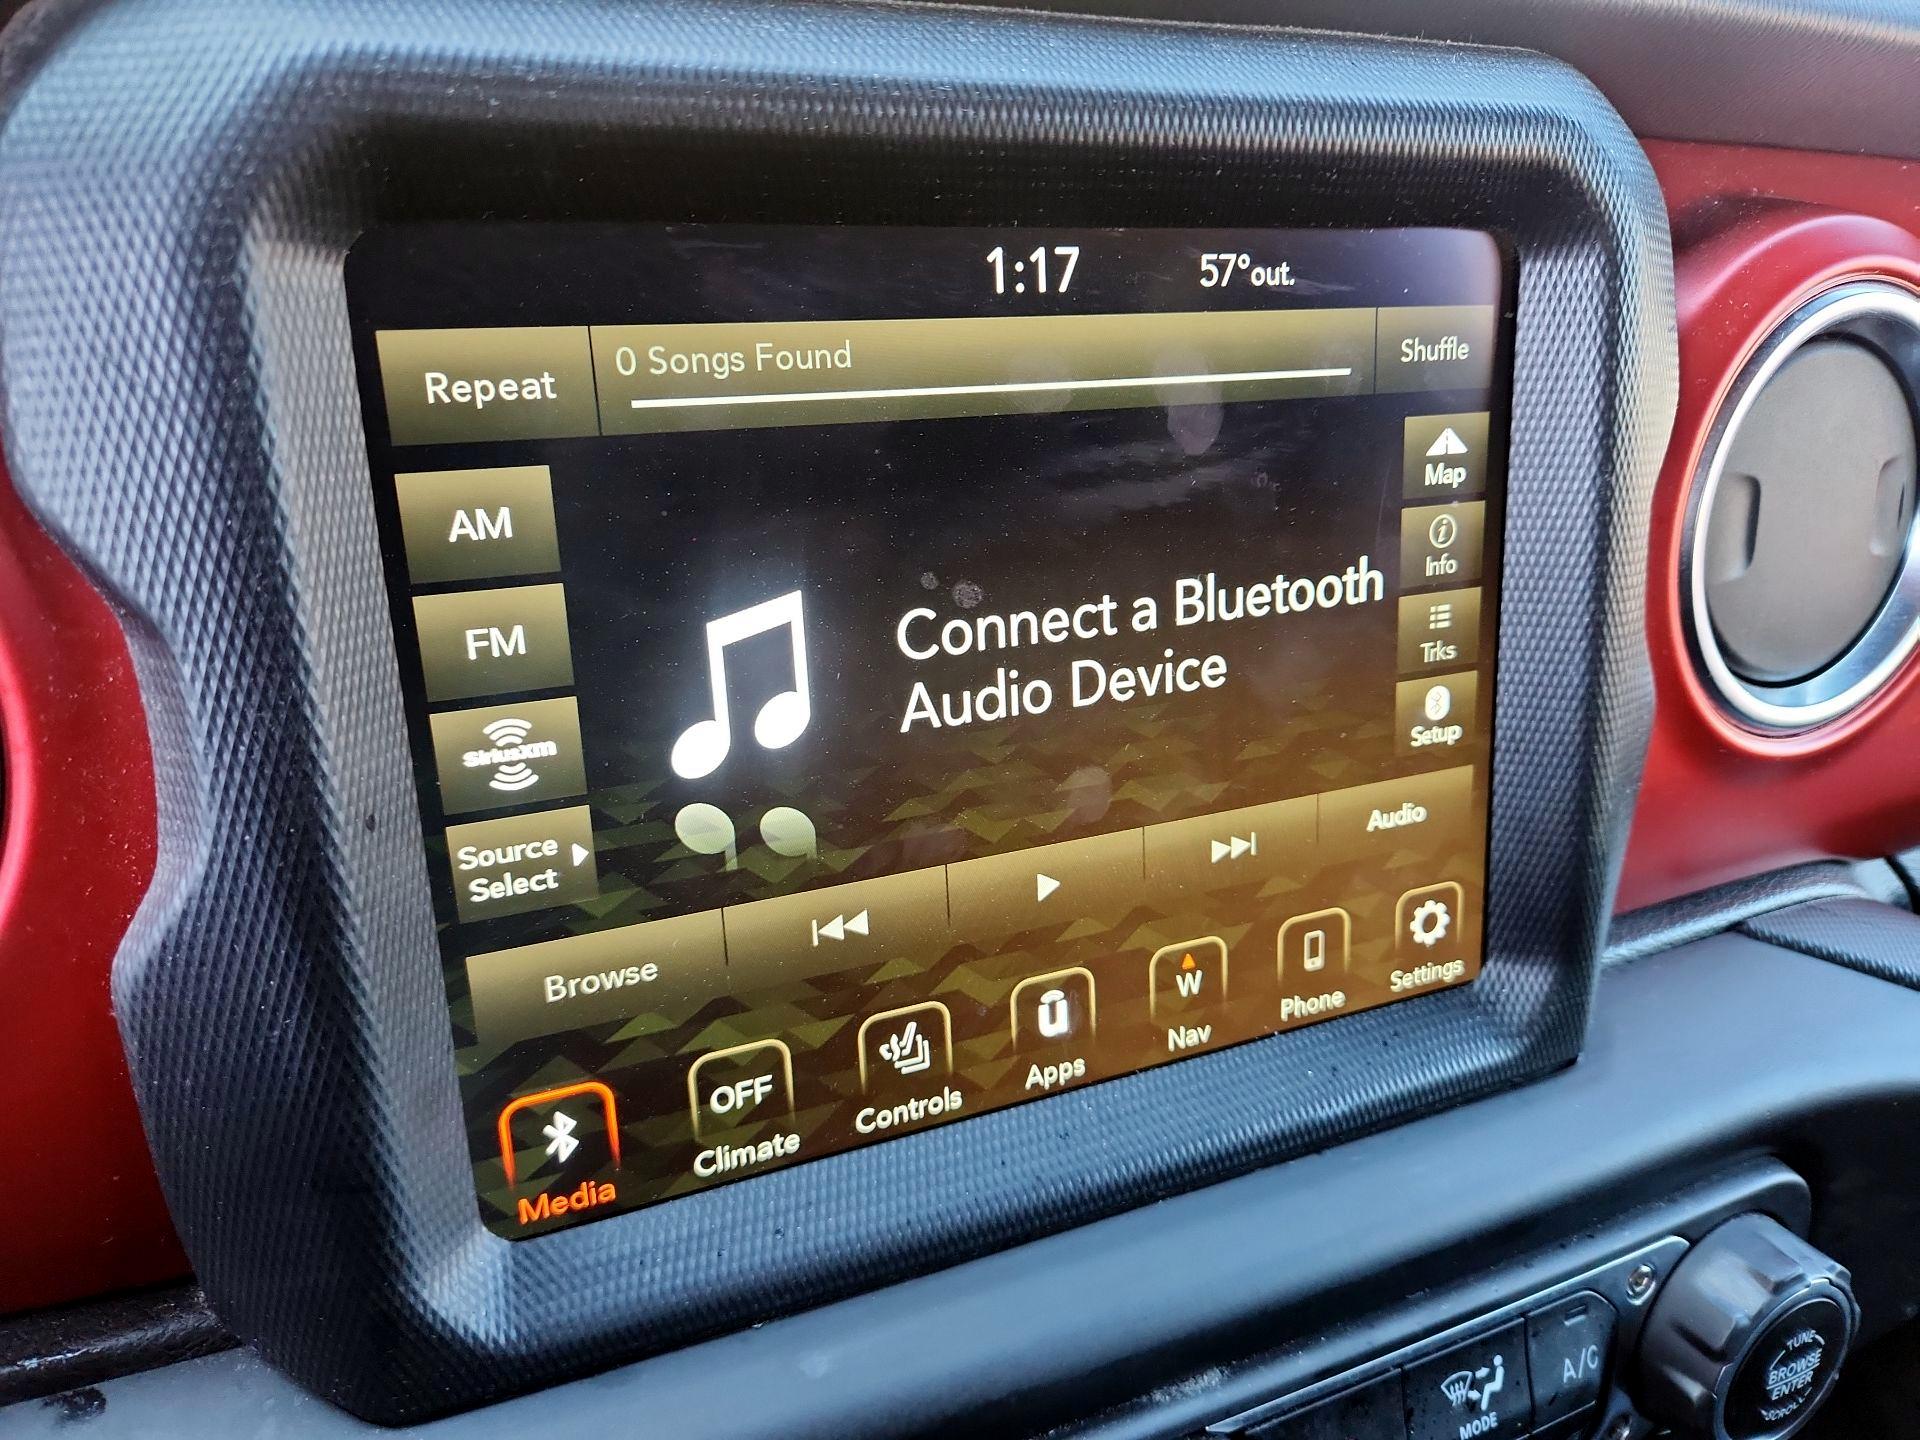 1:17
57°out.
Repeat
0 Songs Found
Shuffle
AM
FM
SiriusXM
Source
Select
Connect a Bluetooth
Audio Device
Map
Info
Trks
Setup
Browse
Audio
Media
OFF
Climate
Controls
Apps
W
Nav
Phone
Settings
MODE
A/C
TUNE
BROWSE
ENTER
SCROLL